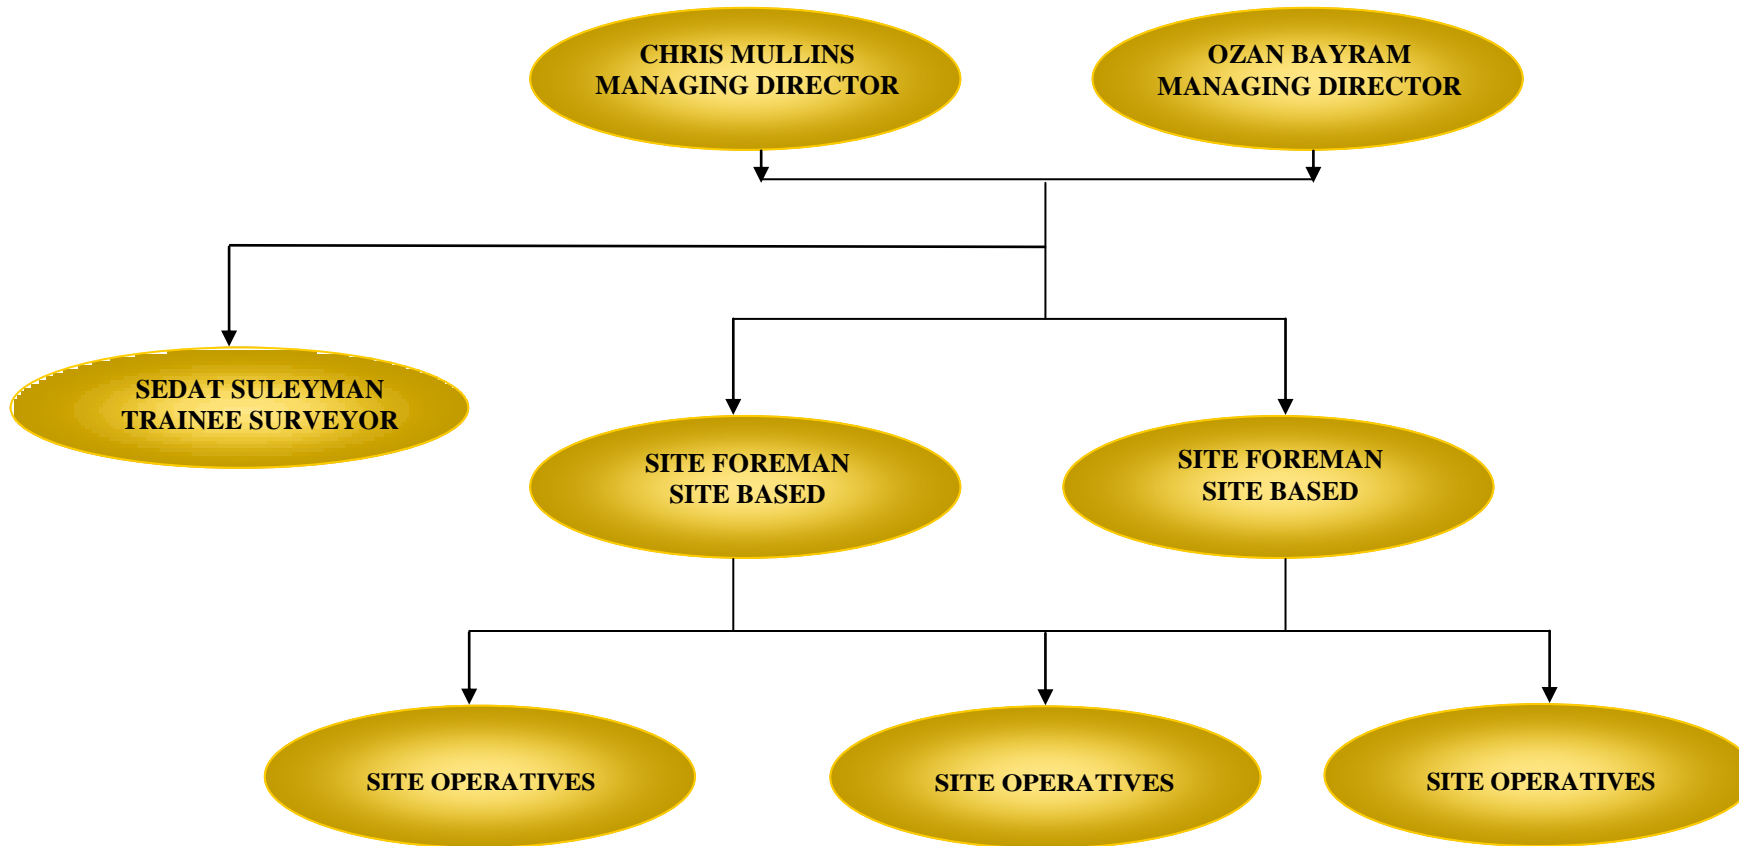 CHRIS MULLINS
MANAGING DIRECTOR
OZAN BAYRAM
MANAGING DIRECTOR
SEDAT SULEYMAN
TRAINEE SURVEYOR
SITE FOREMAN
SITE BASED
SITE FOREMAN
SITE BASED
SITE OPERATIVES
SITE OPERATIVES
SITE OPERATIVES